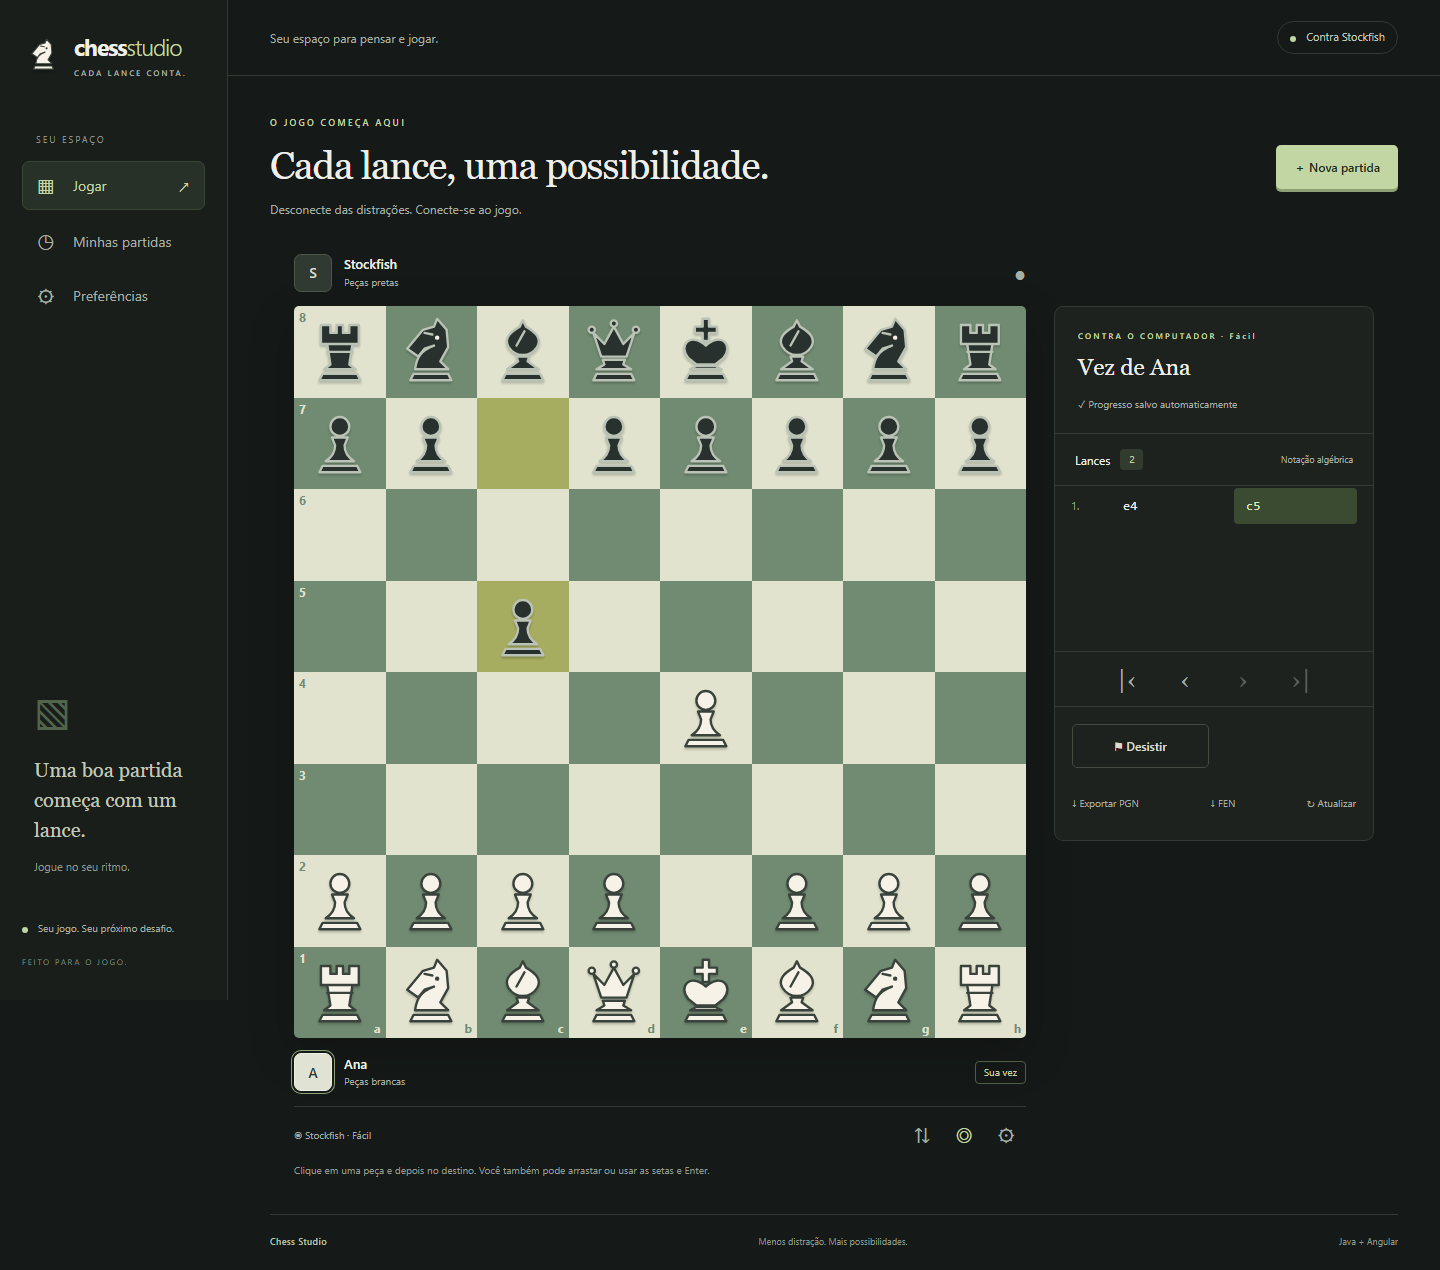 chessstudio
CADA LANCE CONTA.
SEU ESPAÇO
Jogar
Minhas partidas
Preferências
Uma boa partida
começa com um
lance.
Jogue no seu ritmo.
Seu jogo. Seu próximo desafio.
FEITO PARA O JOGO.
Seu espaço para pensar e jogar.
Contra Stockfish
O JOGO COMEÇA AQUI
Cada lance, uma possibilidade.
Desconecte das distrações. Conecte-se ao jogo.
+ Nova partida
S
Stockfish
Peças pretas
8
7
6
5
4
3
2
1
a b c d e f g h
A
Ana
Peças brancas
Sua vez
Stockfish · Fácil
Clique em uma peça e depois no destino. Você também pode arrastar ou usar as setas e Enter.
CONTRA O COMPUTADOR · Fácil
Vez de Ana
✓ Progresso salvo automaticamente
Lances 2 Notação algébrica
1. e4 c5
|‹ ‹ › ›|
⚑ Desistir
↓ Exportar PGN ↓ FEN ↻ Atualizar
Chess Studio
Menos distração. Mais possibilidades.
Java + Angular